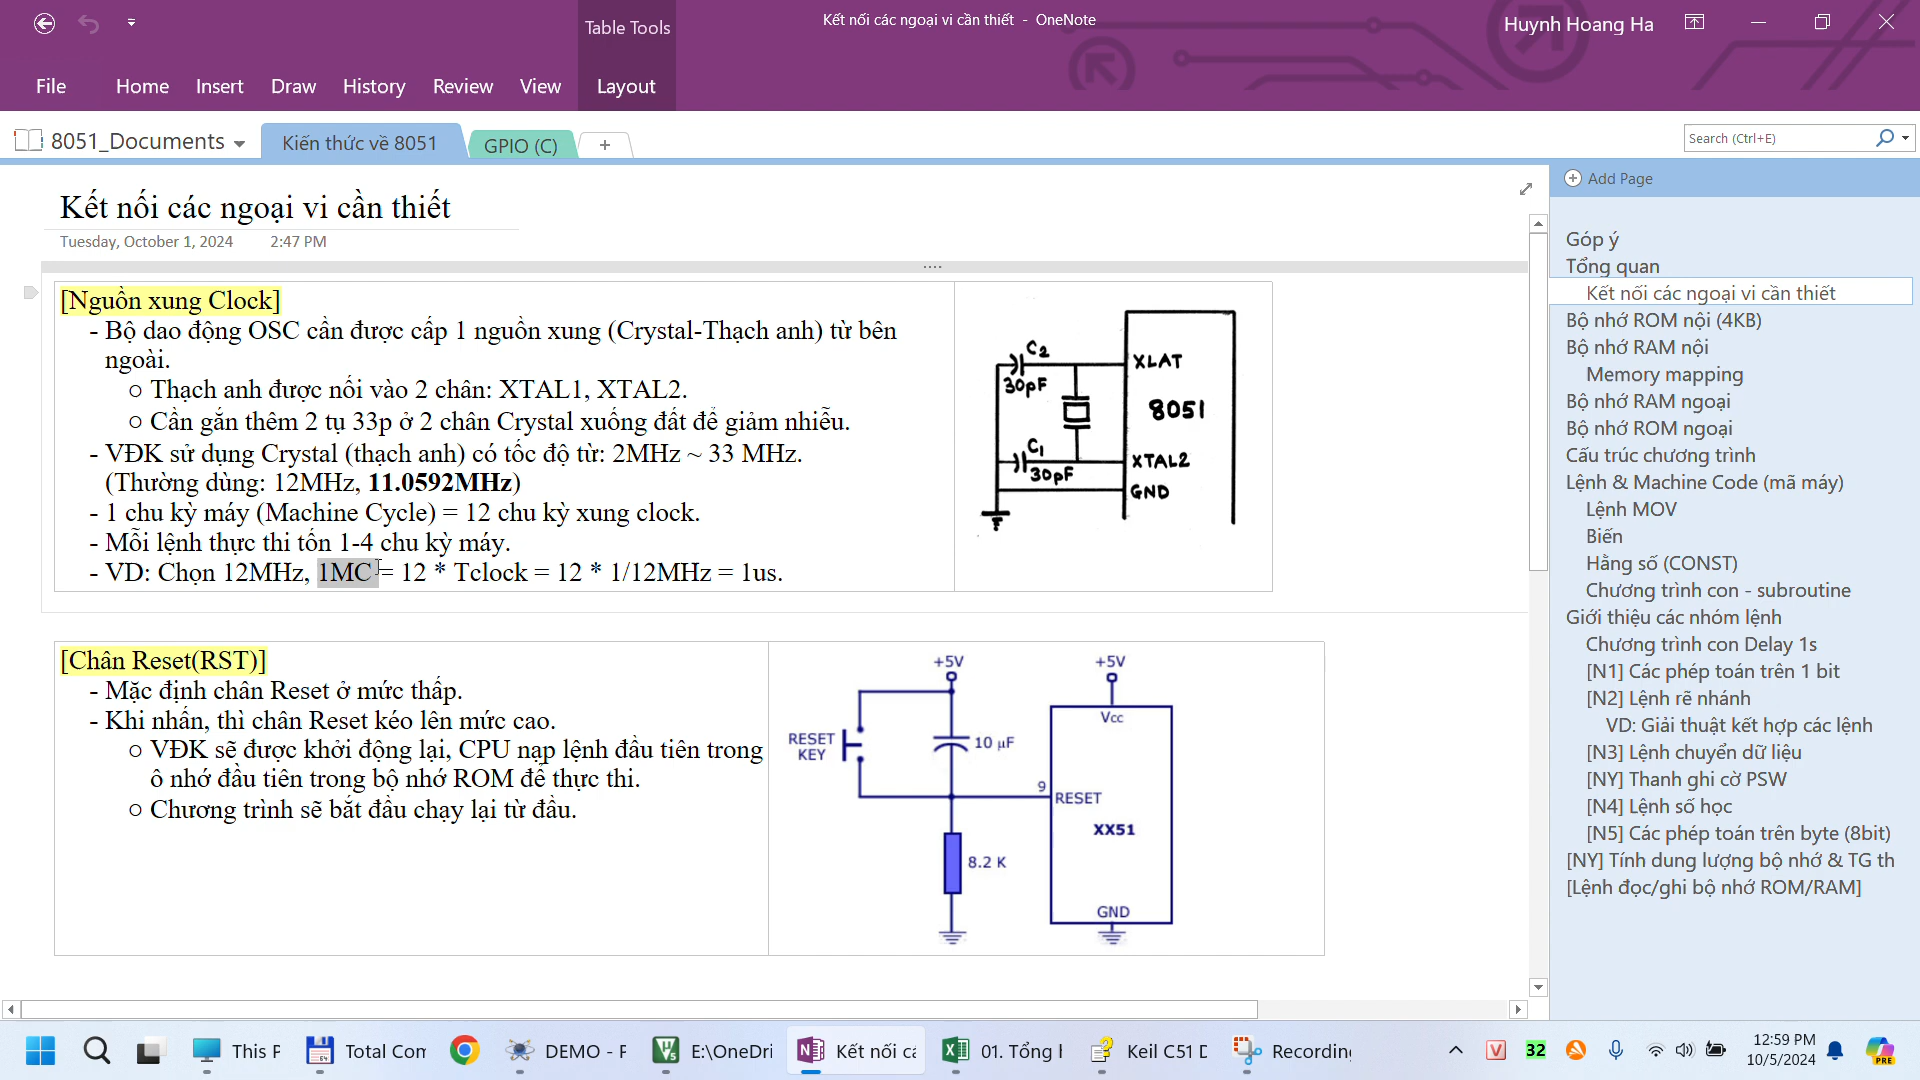 Table Tools
Kết nối các ngoại vi cần thiết - OneNote
Huynh Hoang Ha
File Home Insert Draw History Review View Layout
8051_Documents
Kiến thức về 8051
GPIO (C)
+
Search (Ctrl+E)
Add Page
Kết nối các ngoại vi cần thiết
Tuesday, October 1, 2024 2:47 PM
[Nguồn xung Clock]
- Bộ dao động OSC cần được cấp 1 nguồn xung (Crystal-Thạch anh) từ bên
ngoài.
o Thạch anh được nối vào 2 chân: XTAL1, XTAL2.
o Cần gắn thêm 2 tụ 33p ở 2 chân Crystal xuống đất để giảm nhiễu.
- VĐK sử dụng Crystal (thạch anh) có tốc độ từ: 2MHz ~ 33 MHz.
(Thường dùng: 12MHz, 11.0592MHz)
- 1 chu kỳ máy (Machine Cycle) = 12 chu kỳ xung clock.
- Mỗi lệnh thực thi tốn 1-4 chu kỳ máy.
- VD: Chọn 12MHz, 1MC = 12 * Tclock = 12 * 1/12MHz = 1us.
C2
30pF
XLAT
8051
C1
30pF
XTAL2
GND
[Chân Reset(RST)]
- Mặc định chân Reset ở mức thấp.
- Khi nhấn, thì chân Reset kéo lên mức cao.
o VĐK sẽ được khởi động lại, CPU nạp lệnh đầu tiên trong
ô nhớ đầu tiên trong bộ nhớ ROM để thực thi.
o Chương trình sẽ bắt đầu chạy lại từ đầu.
+5V
+5V
Vcc
RESET
KEY
10 µF
9
RESET
XX51
8.2 K
GND
Góp ý
Tổng quan
Kết nối các ngoại vi cần thiết
Bộ nhớ ROM nội (4KB)
Bộ nhớ RAM nội
Memory mapping
Bộ nhớ RAM ngoại
Bộ nhớ ROM ngoại
Cấu trúc chương trình
Lệnh & Machine Code (mã máy)
Lệnh MOV
Biến
Hằng số (CONST)
Chương trình con - subroutine
Giới thiệu các nhóm lệnh
Chương trình con Delay 1s
[N1] Các phép toán trên 1 bit
[N2] Lệnh rẽ nhánh
VD: Giải thuật kết hợp các lệnh
[N3] Lệnh chuyển dữ liệu
[NY] Thanh ghi cờ PSW
[N4] Lệnh số học
[N5] Các phép toán trên byte (8bit)
[NY] Tính dung lượng bộ nhớ & TG th
[Lệnh đọc/ghi bộ nhớ ROM/RAM]
This P
Total Con
DEMO - F
E:\OneDri
Kết nối cá
01. Tổng h
Keil C51 D
Recording
32
12:59 PM
10/5/2024
PRE